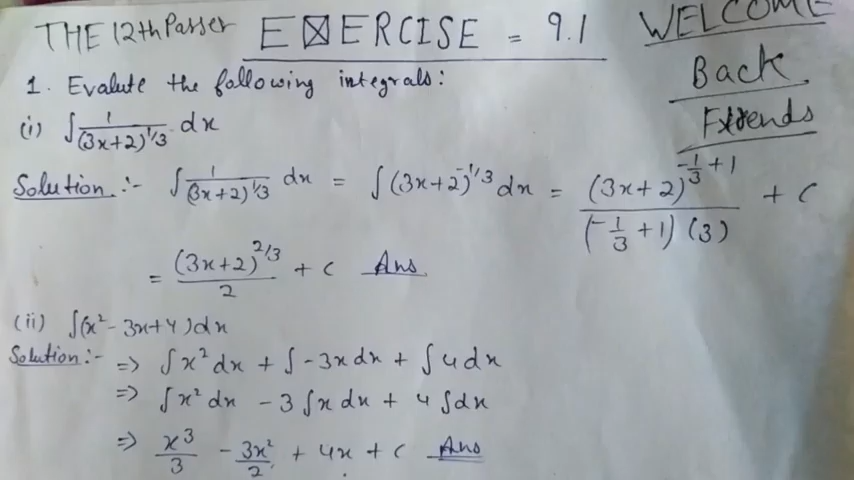 THE 12th Passer EXERCISE = 9.1 WELCOME
Back
Friends
1. Evalute the following integrals:
(i) ∫ 1/(3x+2)^1/3 dx
Solution :- ∫ 1/(3x+2)^1/3 dx = ∫ (3x+2)^-1/3 dx = (3x+2)^(-1/3 + 1) / (-1/3 + 1) (3) + C
= (3x+2)^2/3 / 2 + C Ans
(ii) ∫(x² - 3x+4)dx
Solution :- => ∫ x² dx + ∫ -3x dx + ∫ 4 dx
=> ∫ x² dx - 3 ∫ x dx + 4 ∫ dx
=> x³/3 - 3x²/2 + 4x + C Ans